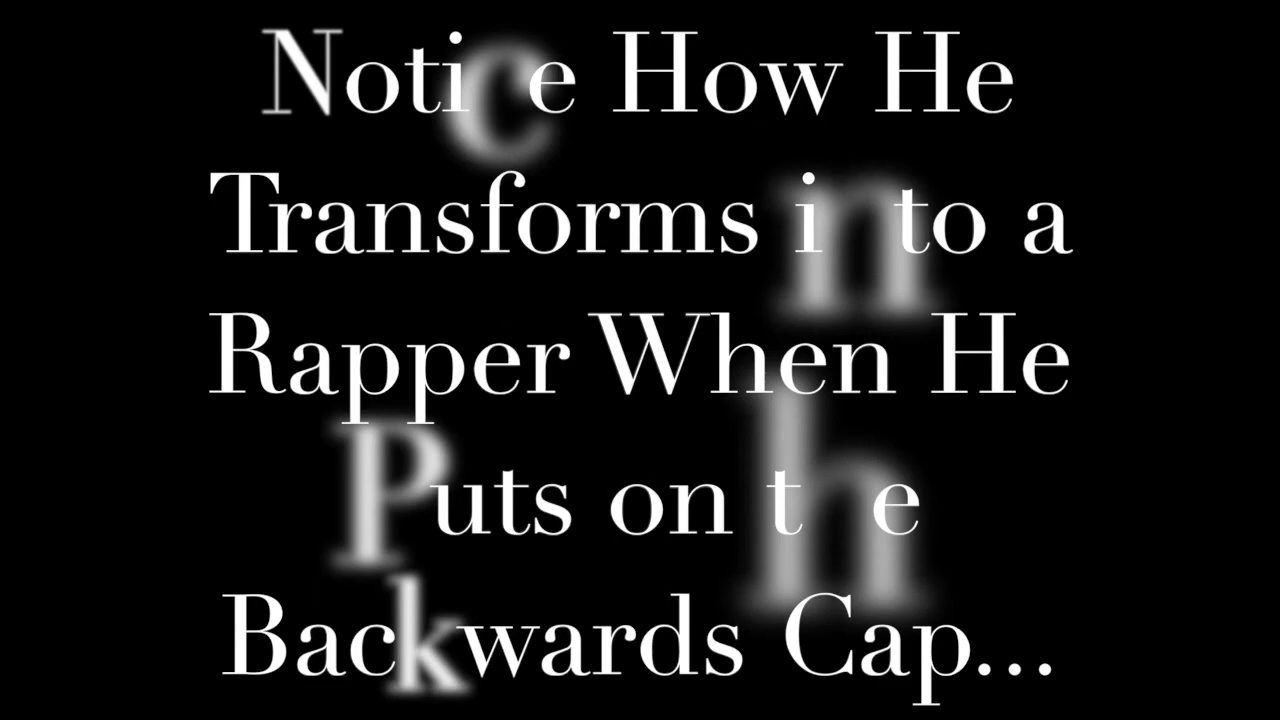 Notice How He
Transforms into a
Rapper When He
Puts on the
Backwards Cap...